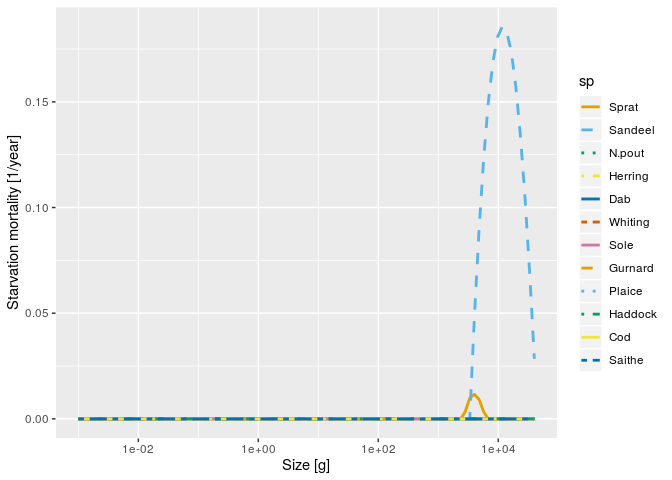 Starvation mortality [1/year]
0.15
0.10
0.05
0.00
1e-02 1e+00 1e+02 1e+04
Size [g]
sp
Sprat
Sandeel
N.pout
Herring
Dab
Whiting
Sole
Gurnard
Plaice
Haddock
Cod
Saithe